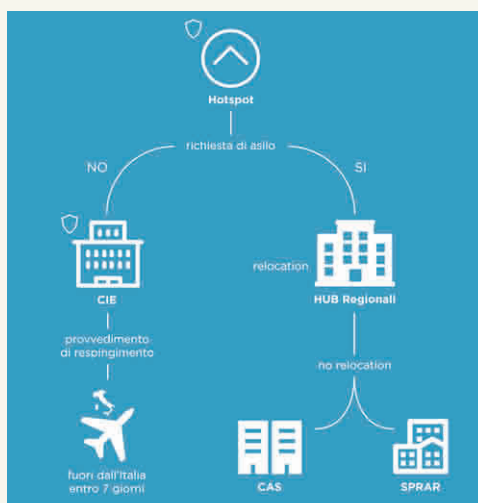 Hotspot
richiesta di asilo
NO
SI
relocation
CIE
HUB Regionali
provvedimento
di respingimento
no relocation
fuori dall'Italia
entro 7 giorni
CAS
SPRAR